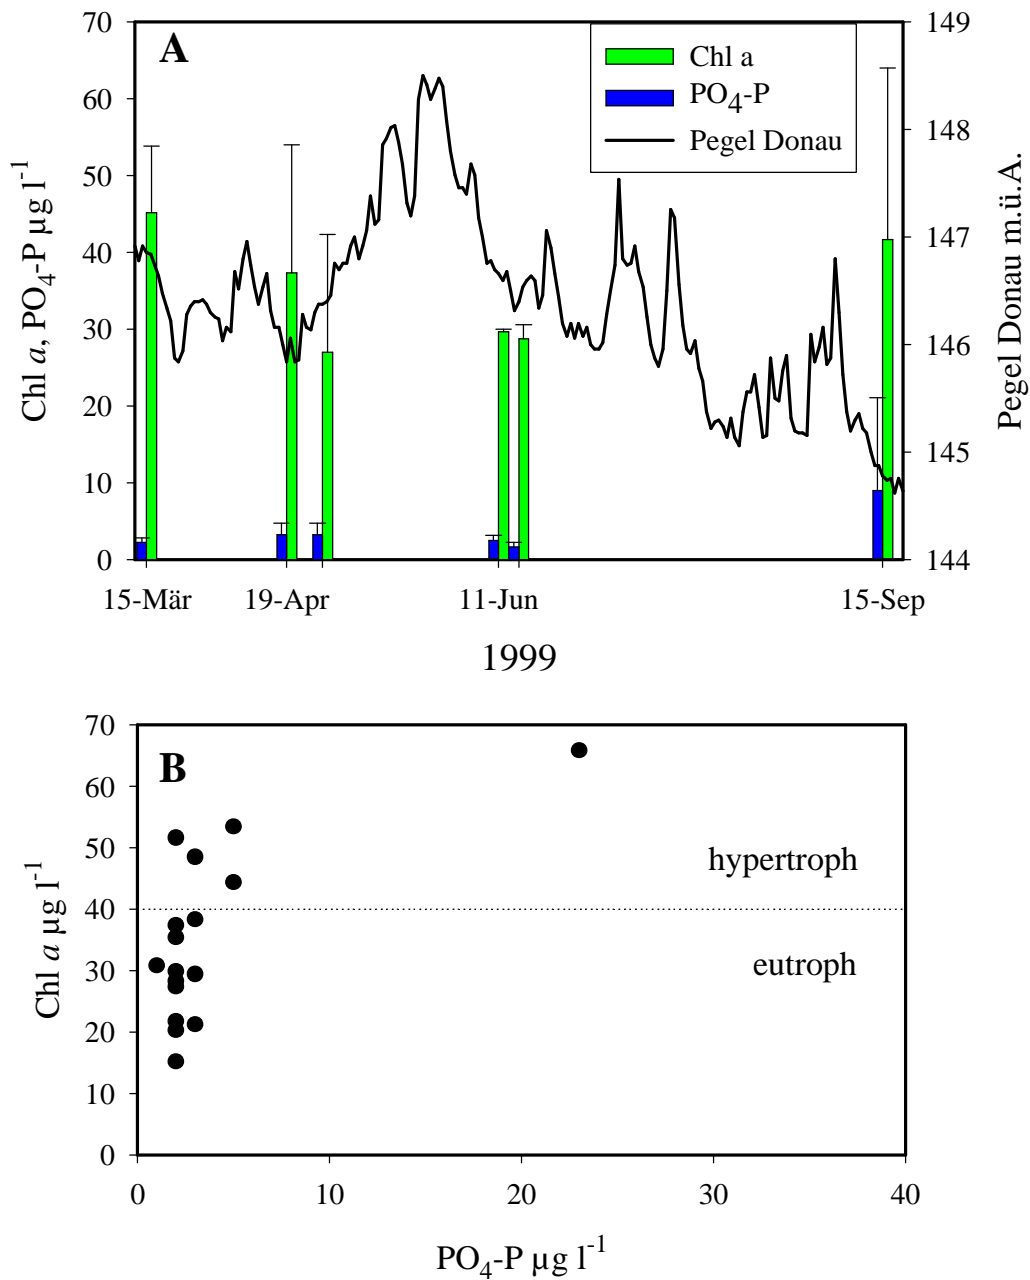 70
60
50
40
30
20
10
0
Chl a, PO4-P µg l-1
A
Chl a
PO4-P
Pegel Donau
149
148
147
146
145
144
Pegel Donau m.ü.A.
15-Mär 19-Apr 11-Jun 15-Sep
1999
70
60
50
40
30
20
10
0
Chl a µg l-1
B
hypertroph
eutroph
0 10 20 30 40
PO4-P µg l-1